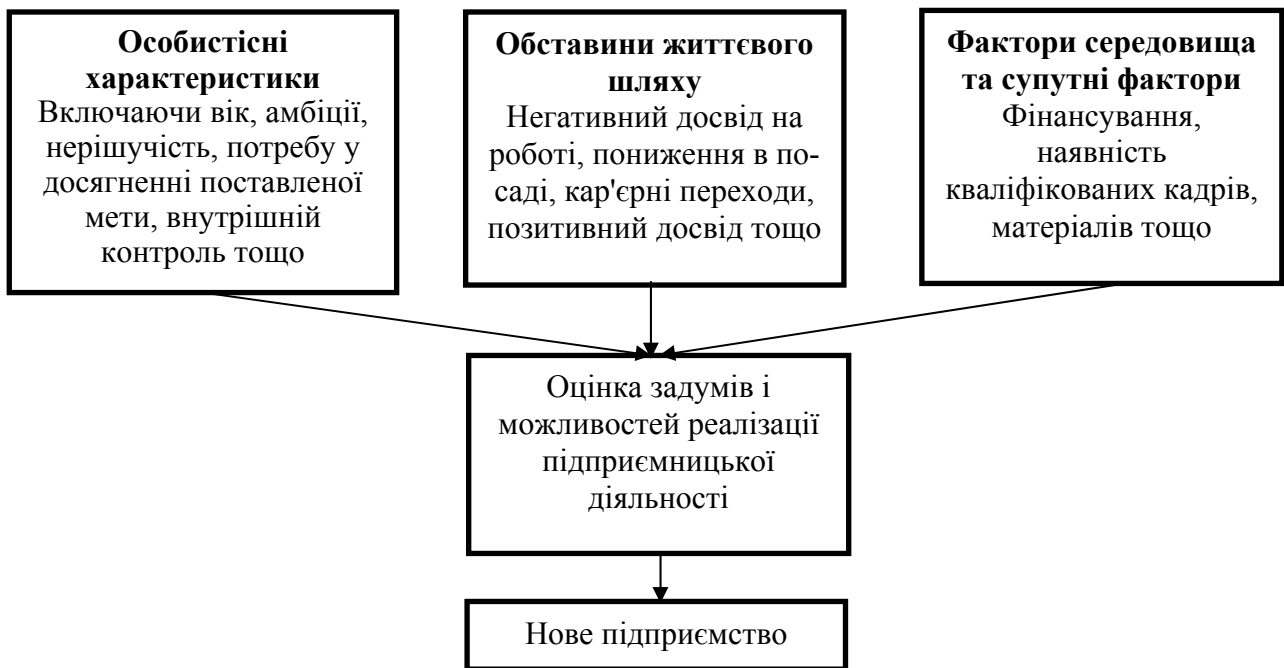 Особистісні
характеристики
Включаючи вік, амбіції,
нерішучість, потребу у
досягненні поставленої
мети, внутрішній
контроль тощо
Обставини життєвого
шляху
Негативний досвід на
роботі, пониження в по-
саді, кар'єрні переходи,
позитивний досвід тощо
Фактори середовища
та супутні фактори
Фінансування,
наявність
кваліфікованих кадрів,
матеріалів тощо
Оцінка задумів і
можливостей реалізації
підприємницької
діяльності
Нове підприємство